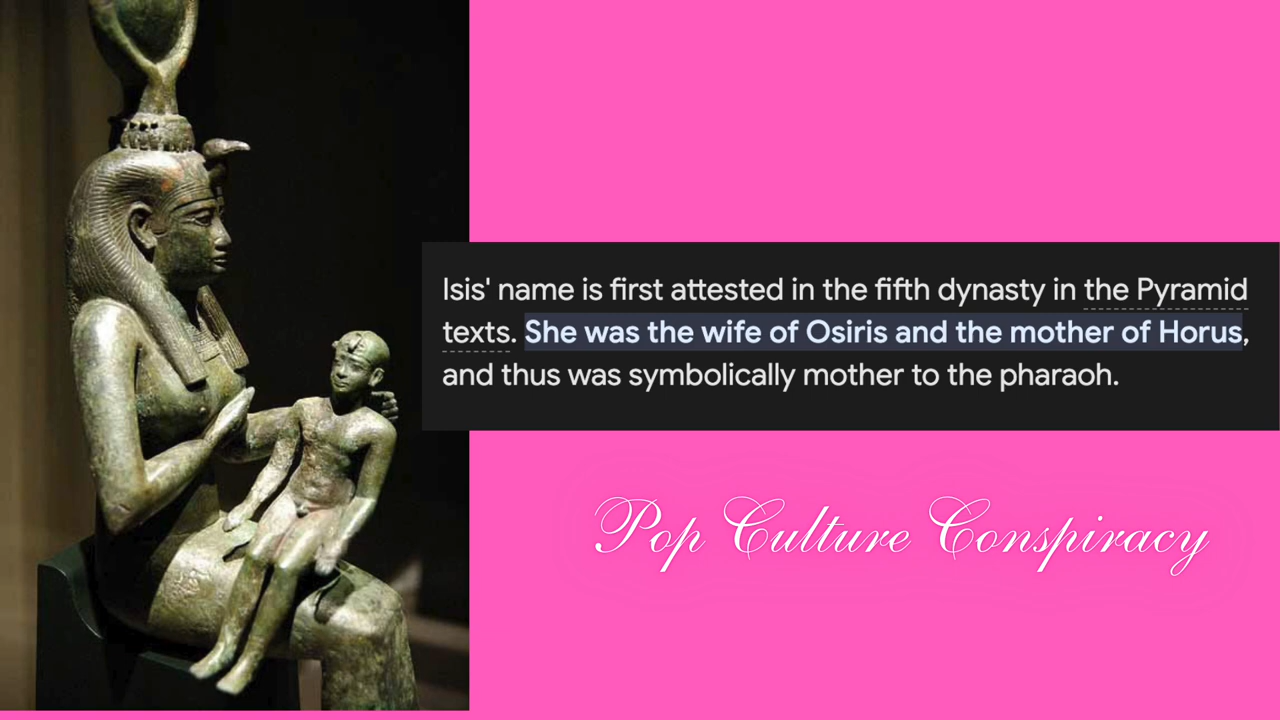 Isis' name is first attested in the fifth dynasty in the Pyramid
texts. She was the wife of Osiris and the mother of Horus,
and thus was symbolically mother to the pharaoh.
Pop Culture Conspiracy